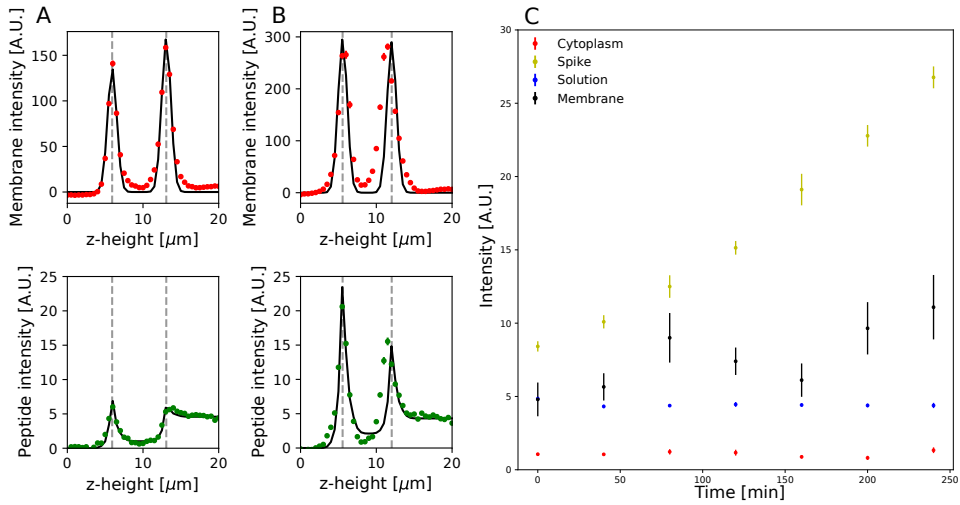 A
B
C
Membrane intensity [A.U.]
150
100
50
0
0
10
20
z-height [μm]
Membrane intensity [A.U.]
300
200
100
0
0
10
20
z-height [μm]
Peptide intensity [A.U.]
25
20
15
10
5
0
0
10
20
z-height [μm]
Peptide intensity [A.U.]
25
20
15
10
5
0
0
10
20
z-height [μm]
Intensity [A.U.]
30
25
20
15
10
5
0
Cytoplasm
Spike
Solution
Membrane
0
50
100
150
200
250
Time [min]